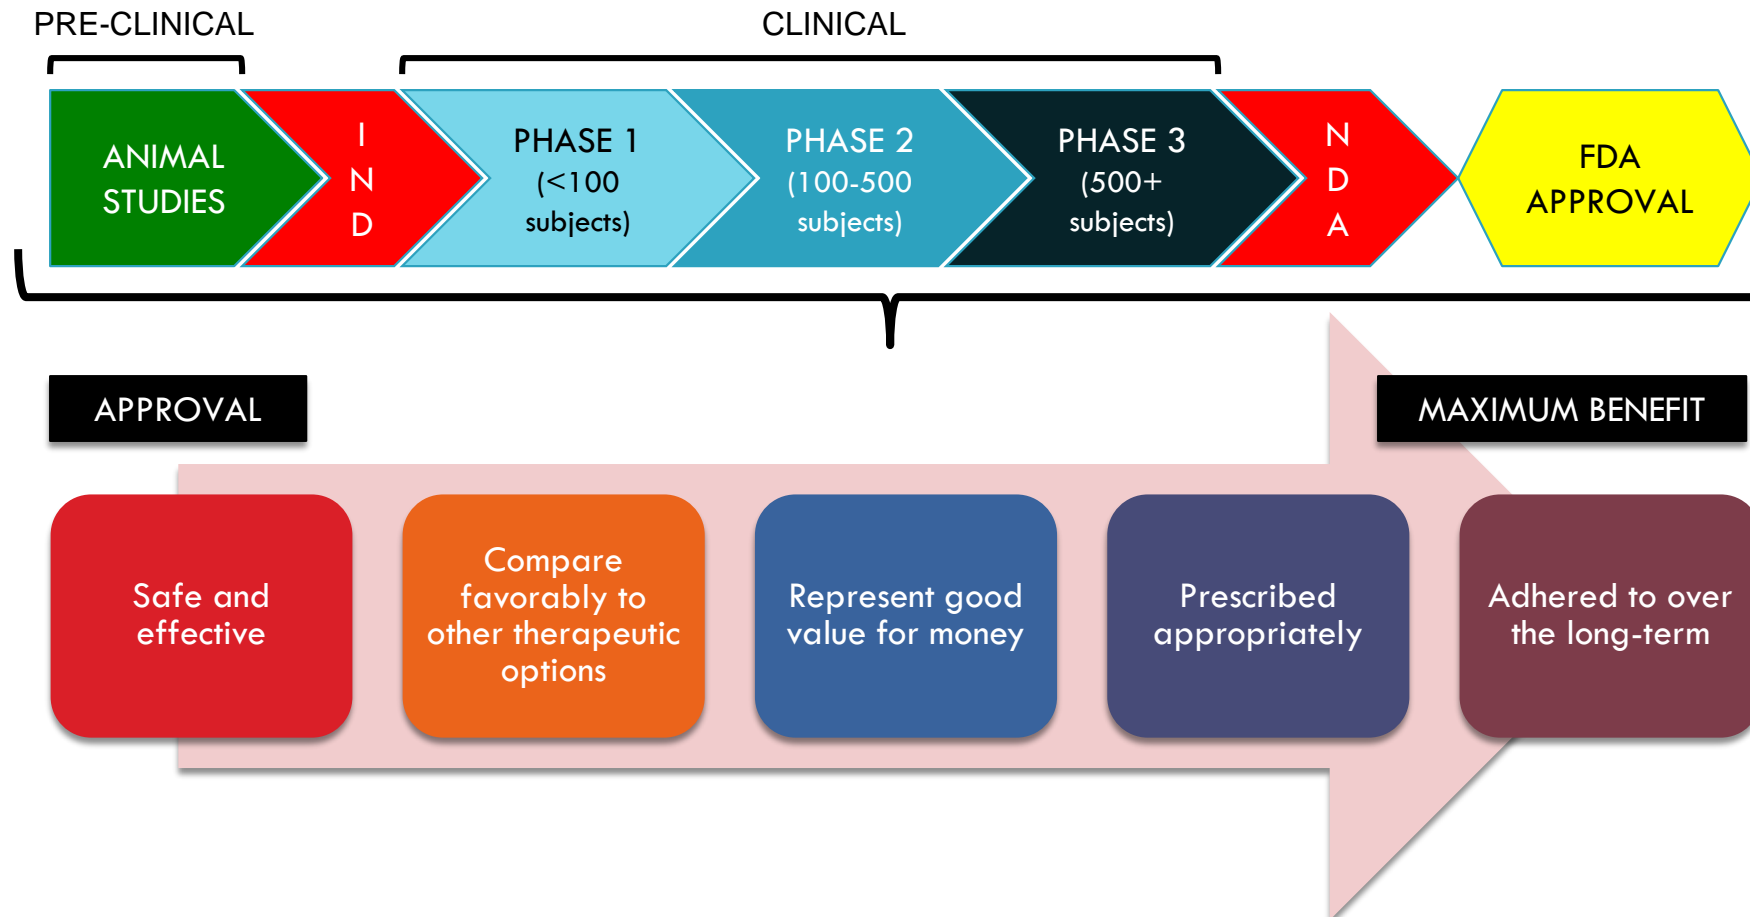 PRE-CLINICAL
CLINICAL
ANIMAL
STUDIES
I
N
D
PHASE 1
(<100
subjects)
PHASE 2
(100-500
subjects)
PHASE 3
(500+
subjects)
N
D
A
FDA
APPROVAL
APPROVAL
MAXIMUM BENEFIT
Safe and
effective
Compare
favorably to
other therapeutic
options
Represent good
value for money
Prescribed
appropriately
Adhered to over
the long-term